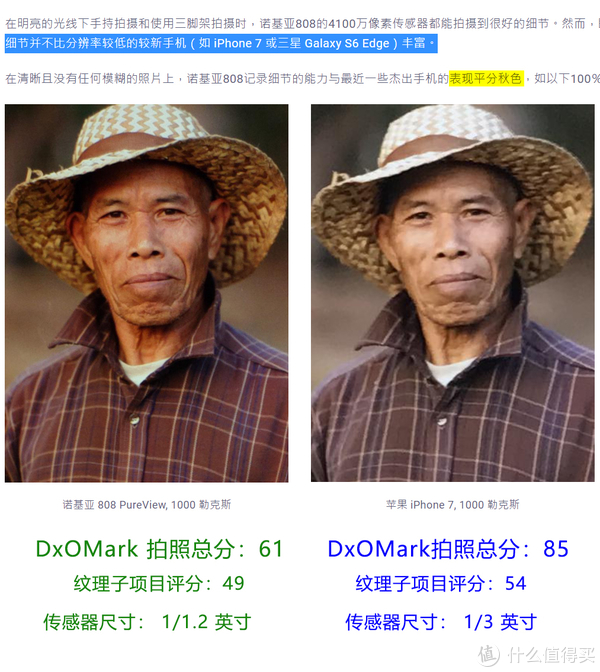 在明亮的光线下手持拍摄和使用三脚架拍摄时，诺基亚808的4100万像素传感器都能拍摄到很好的细节。然而，
细节并不比分辨率较低的较新手机（如 iPhone 7 或三星 Galaxy S6 Edge）丰富。
在清晰且没有任何模糊的照片上，诺基亚808记录细节的能力与最近一些杰出手机的表现平分秋色，如以下100%
诺基亚 808 PureView, 1000 勒克斯
苹果 iPhone 7, 1000 勒克斯
DxOMark 拍照总分：61
DxOMark拍照总分：85
纹理子项目评分：49
纹理子项目评分：54
传感器尺寸： 1/1.2 英寸
传感器尺寸： 1/3 英寸
值 什么值得买